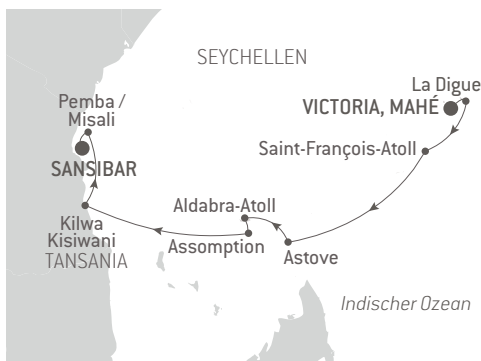 SEYCHELLEN
La Digue
VICTORIA, MAHÉ
Saint-François-Atoll
Pemba /
Misali
SANSIBAR
Aldabra-Atoll
Kilwa
Kisiwani
TANSANIA
Assomption
Astove
Indischer Ozean